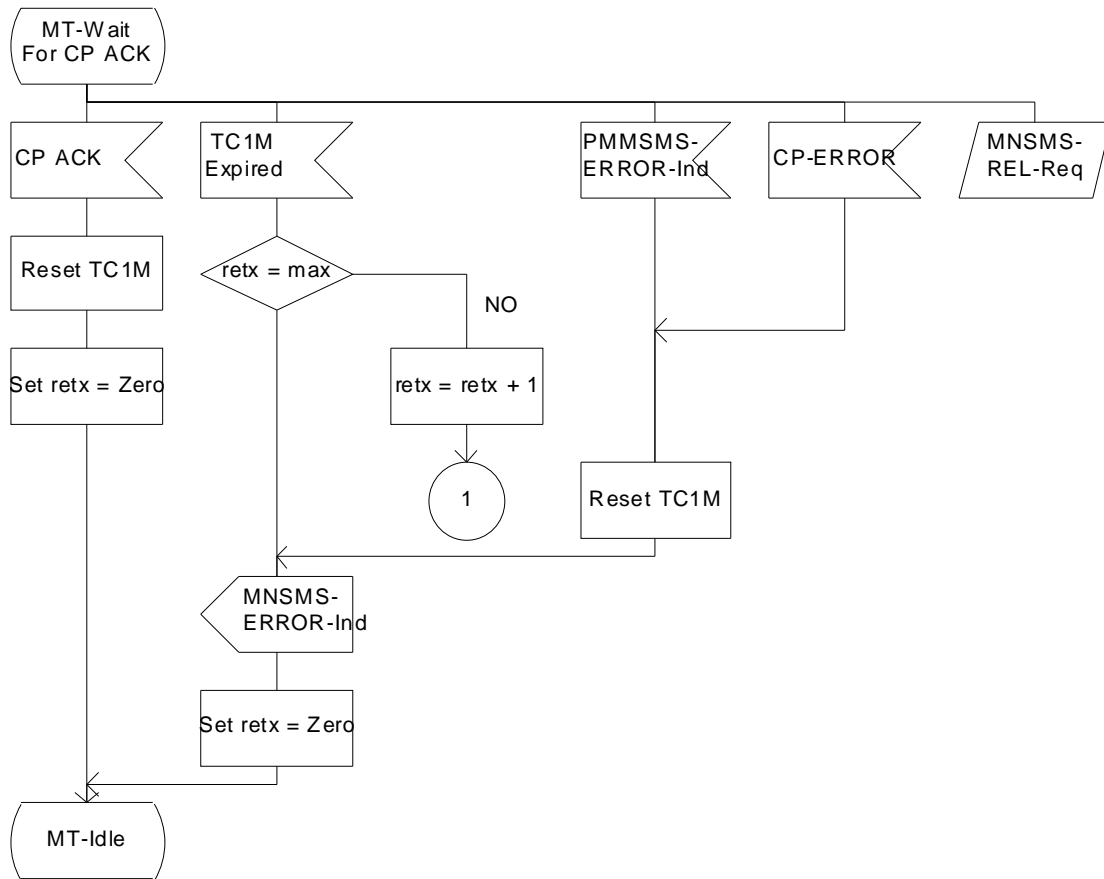 MT-Wait
For CP ACK
CP ACK
TC1M
Expired
PMMSMS-
ERROR-Ind
CP-ERROR
MNSMS-
REL-Req
Reset TC1M
retx = max
NO
Set retx = Zero
retx = retx + 1
1
Reset TC1M
MNSMS-
ERROR-Ind
Set retx = Zero
MT-Idle